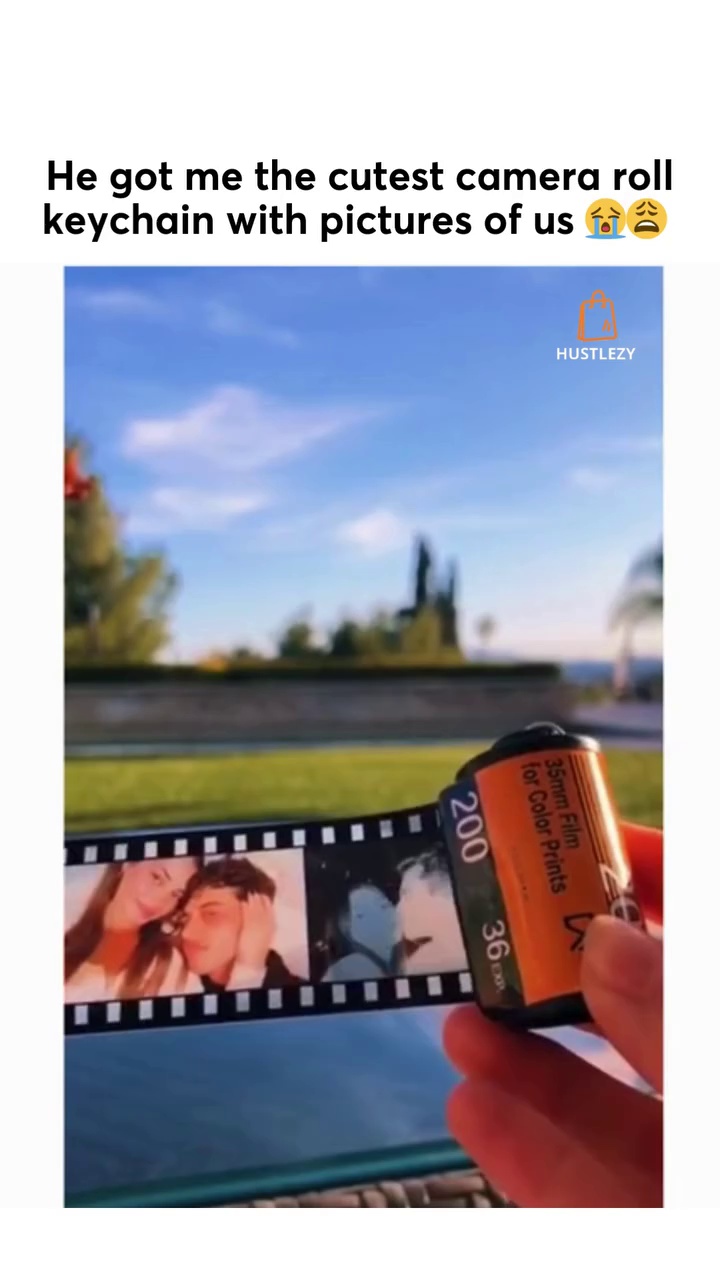 He got me the cutest camera roll
keychain with pictures of us 😭😩
HUSTLEZY
35mm Film
for Color Prints
200
36 EXP.